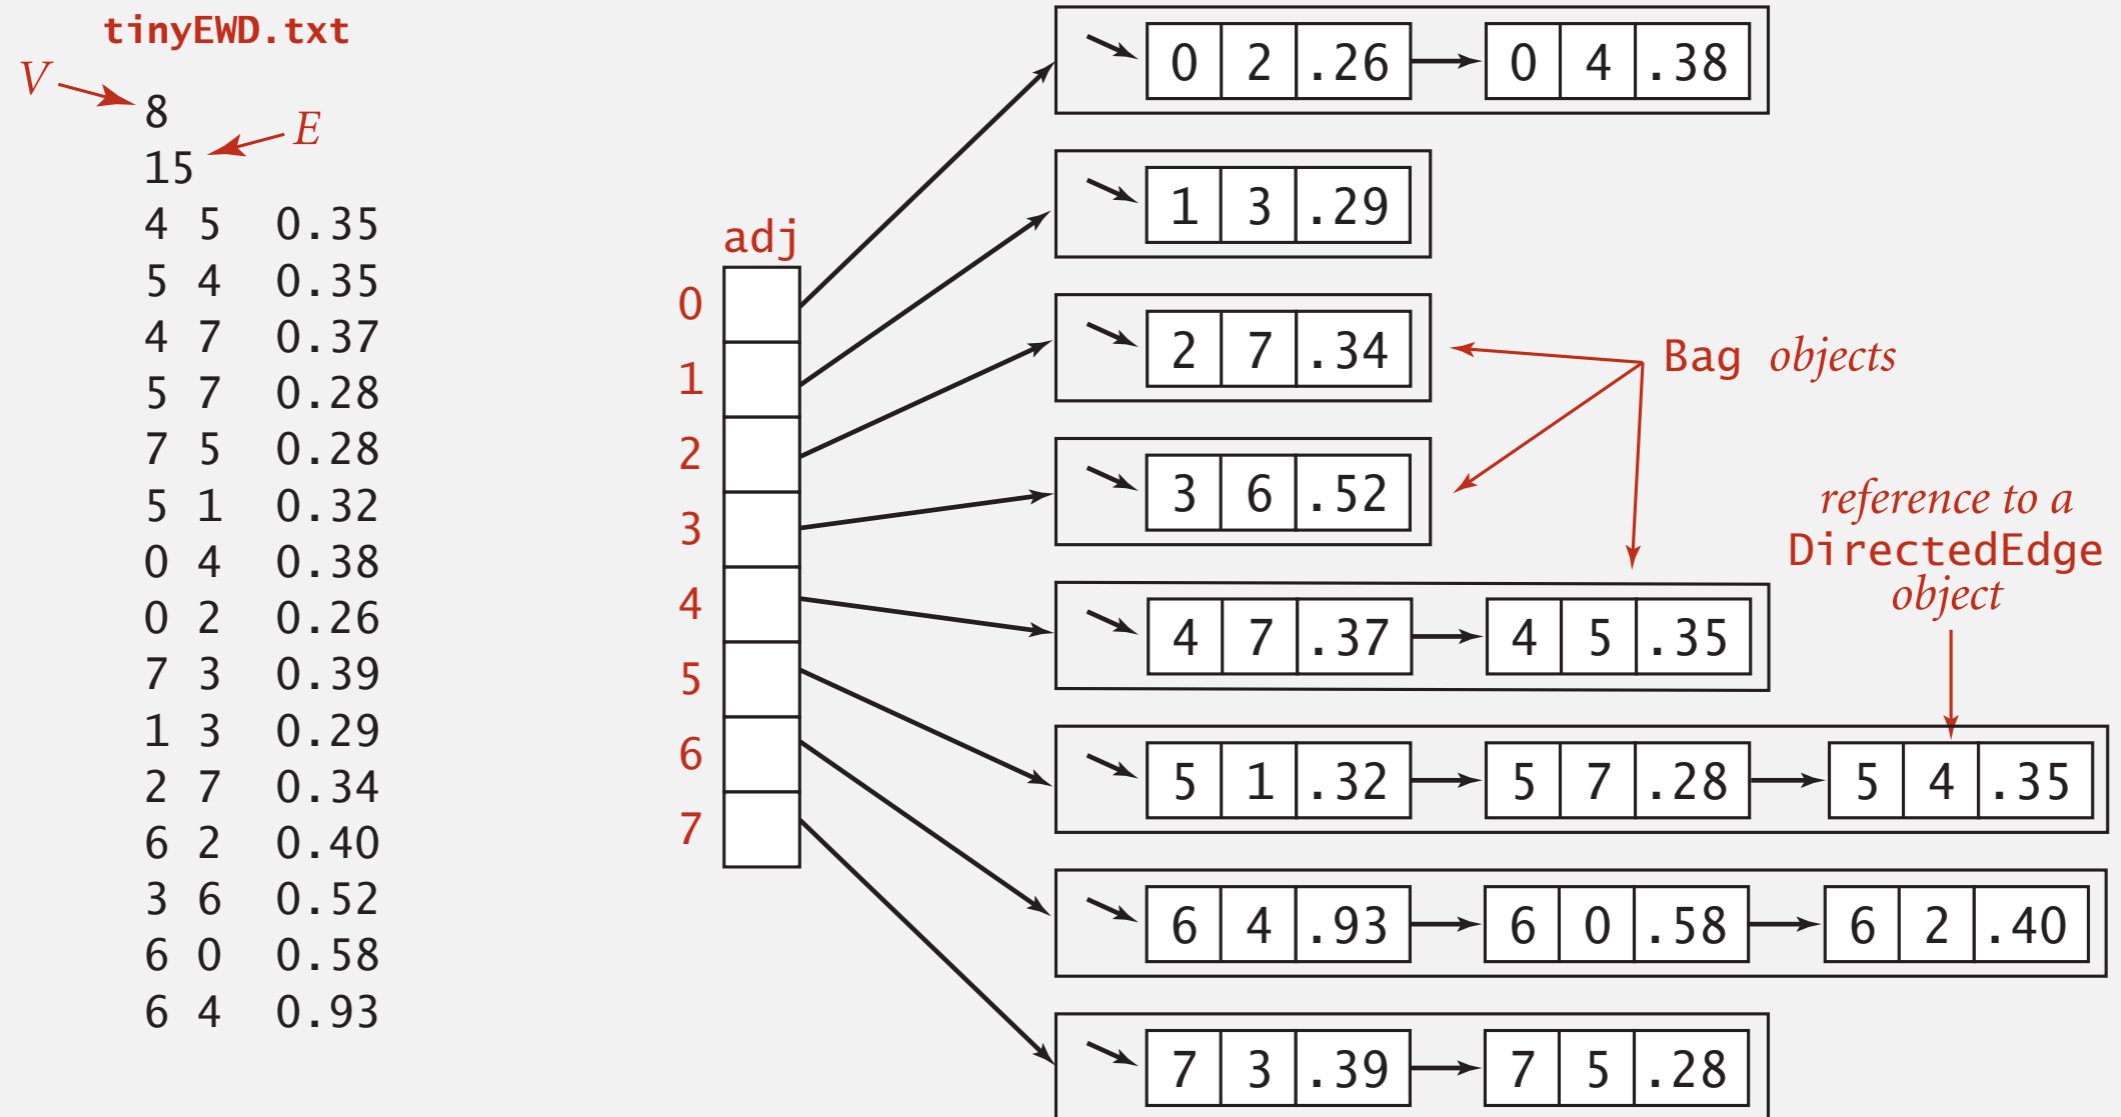 tinyEWD.txt
V
8
E
15
4 5 0.35
5 4 0.35
4 7 0.37
5 7 0.28
7 5 0.28
5 1 0.32
0 4 0.38
0 2 0.26
7 3 0.39
1 3 0.29
2 7 0.34
6 2 0.40
3 6 0.52
6 0 0.58
6 4 0.93
adj
0
1
2
3
4
5
6
7
0 2 .26 0 4 .38
1 3 .29
2 7 .34
3 6 .52
4 7 .37 4 5 .35
5 1 .32 5 7 .28 5 4 .35
6 4 .93 6 0 .58 6 2 .40
7 3 .39 7 5 .28
Bag objects
reference to a
DirectedEdge
object